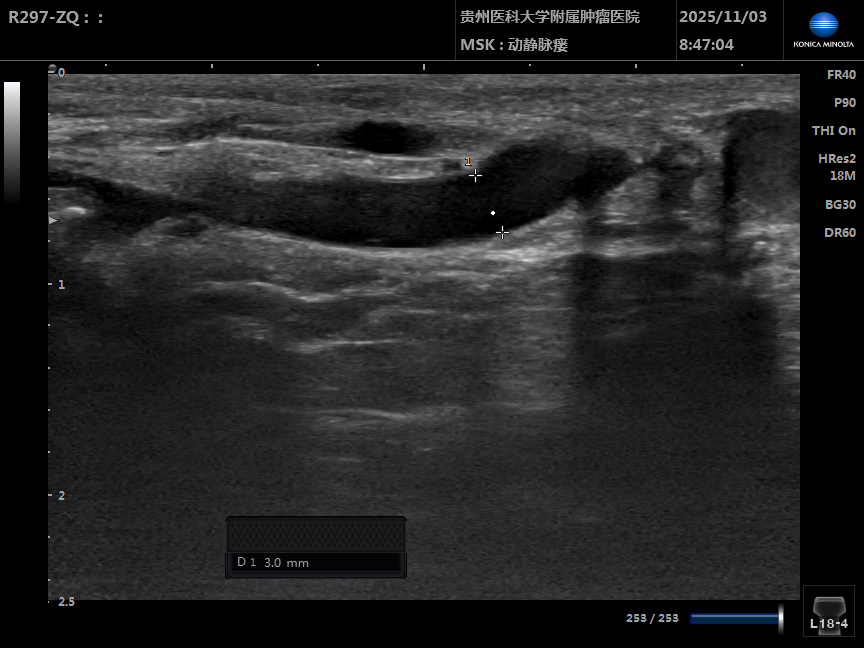 R297-ZQ : :
贵州医科大学附属肿瘤医院
2025/11/03
MSK : 动静脉瘘
8:47:04
KONICA MINOLTA
0
FR40
P90
THI On
HRes2
18M
1
BG30
DR60
1
2
D 1 3.0 mm
2.5
253 / 253
L18-4